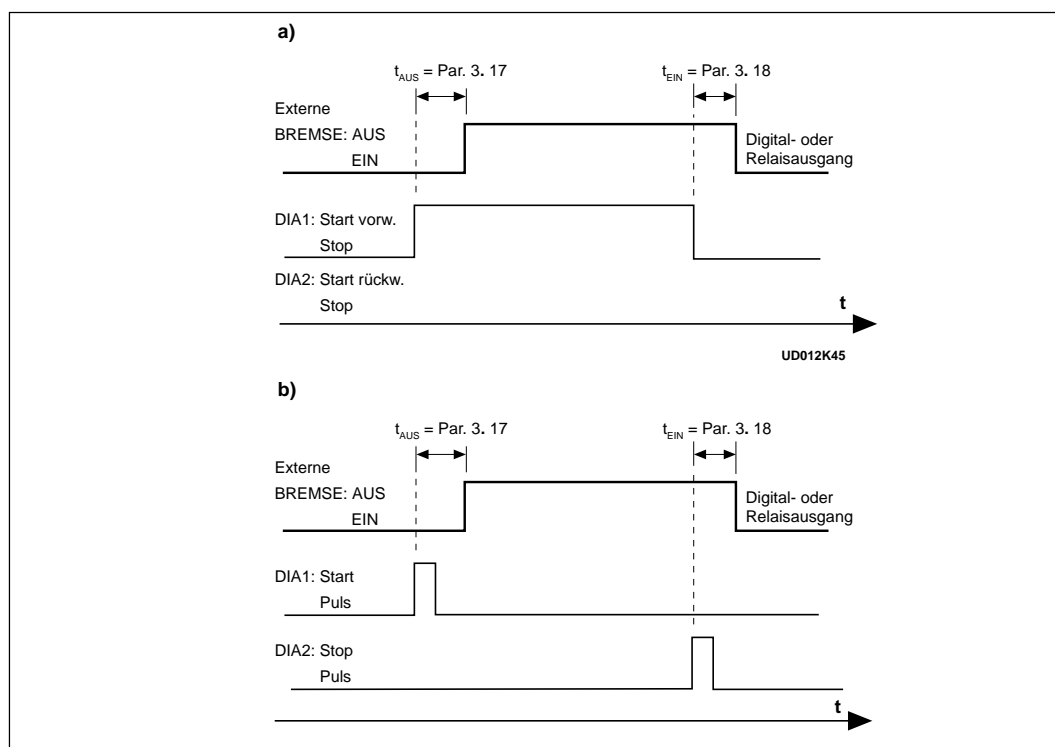 a)
t_AUS = Par. 3. 17
t_EIN = Par. 3. 18
Externe
BREMSE: AUS
EIN
Digital- oder
Relaisausgang
DIA1: Start vorw.
Stop
DIA2: Start rückw.
Stop
t
UD012K45
b)
t_AUS = Par. 3. 17
t_EIN = Par. 3. 18
Externe
BREMSE: AUS
EIN
Digital- oder
Relaisausgang
DIA1: Start
Puls
DIA2: Stop
Puls
t